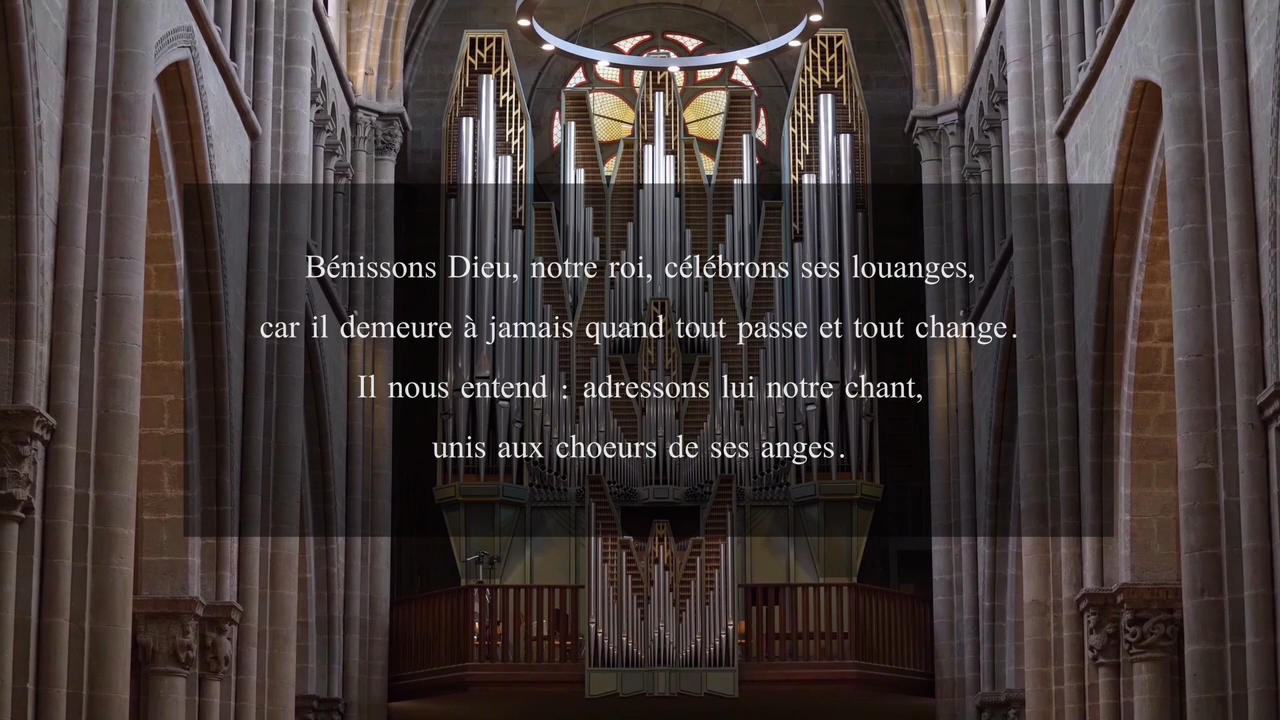 Bénissons Dieu, notre roi, célébrons ses louanges,
car il demeure à jamais quand tout passe et tout change.
Il nous entend : adressons lui notre chant,
unis aux choeurs de ses anges.